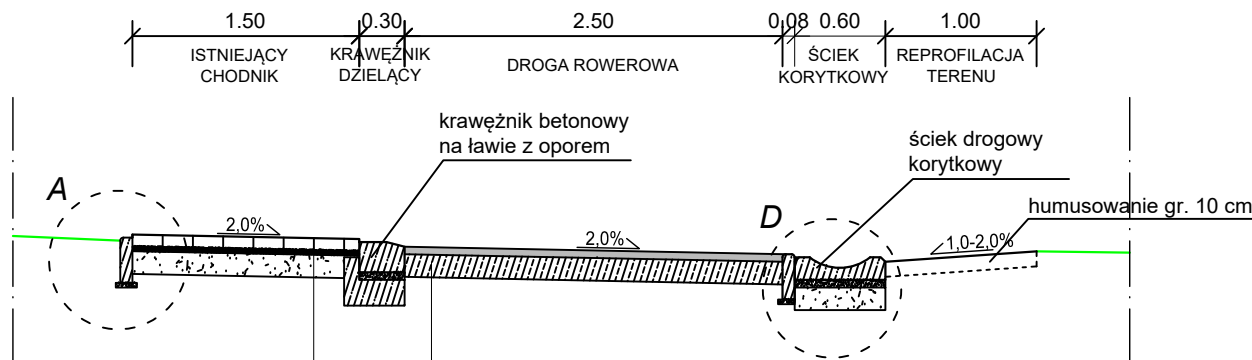 1.50
0.30
2.50
0.08
0.60
1.00
ISTNIEJĄCY
CHODNIK
KRAWĘŻNIK
DZIELĄCY
DROGA ROWEROWA
ŚCIEK
KORYTKOWY
REPROFILACJA
TERENU
krawężnik betonowy
na ławie z oporem
ściek drogowy
korytkowy
humusowanie gr. 10 cm
A
D
2,0%
2,0%
1,0-2,0%